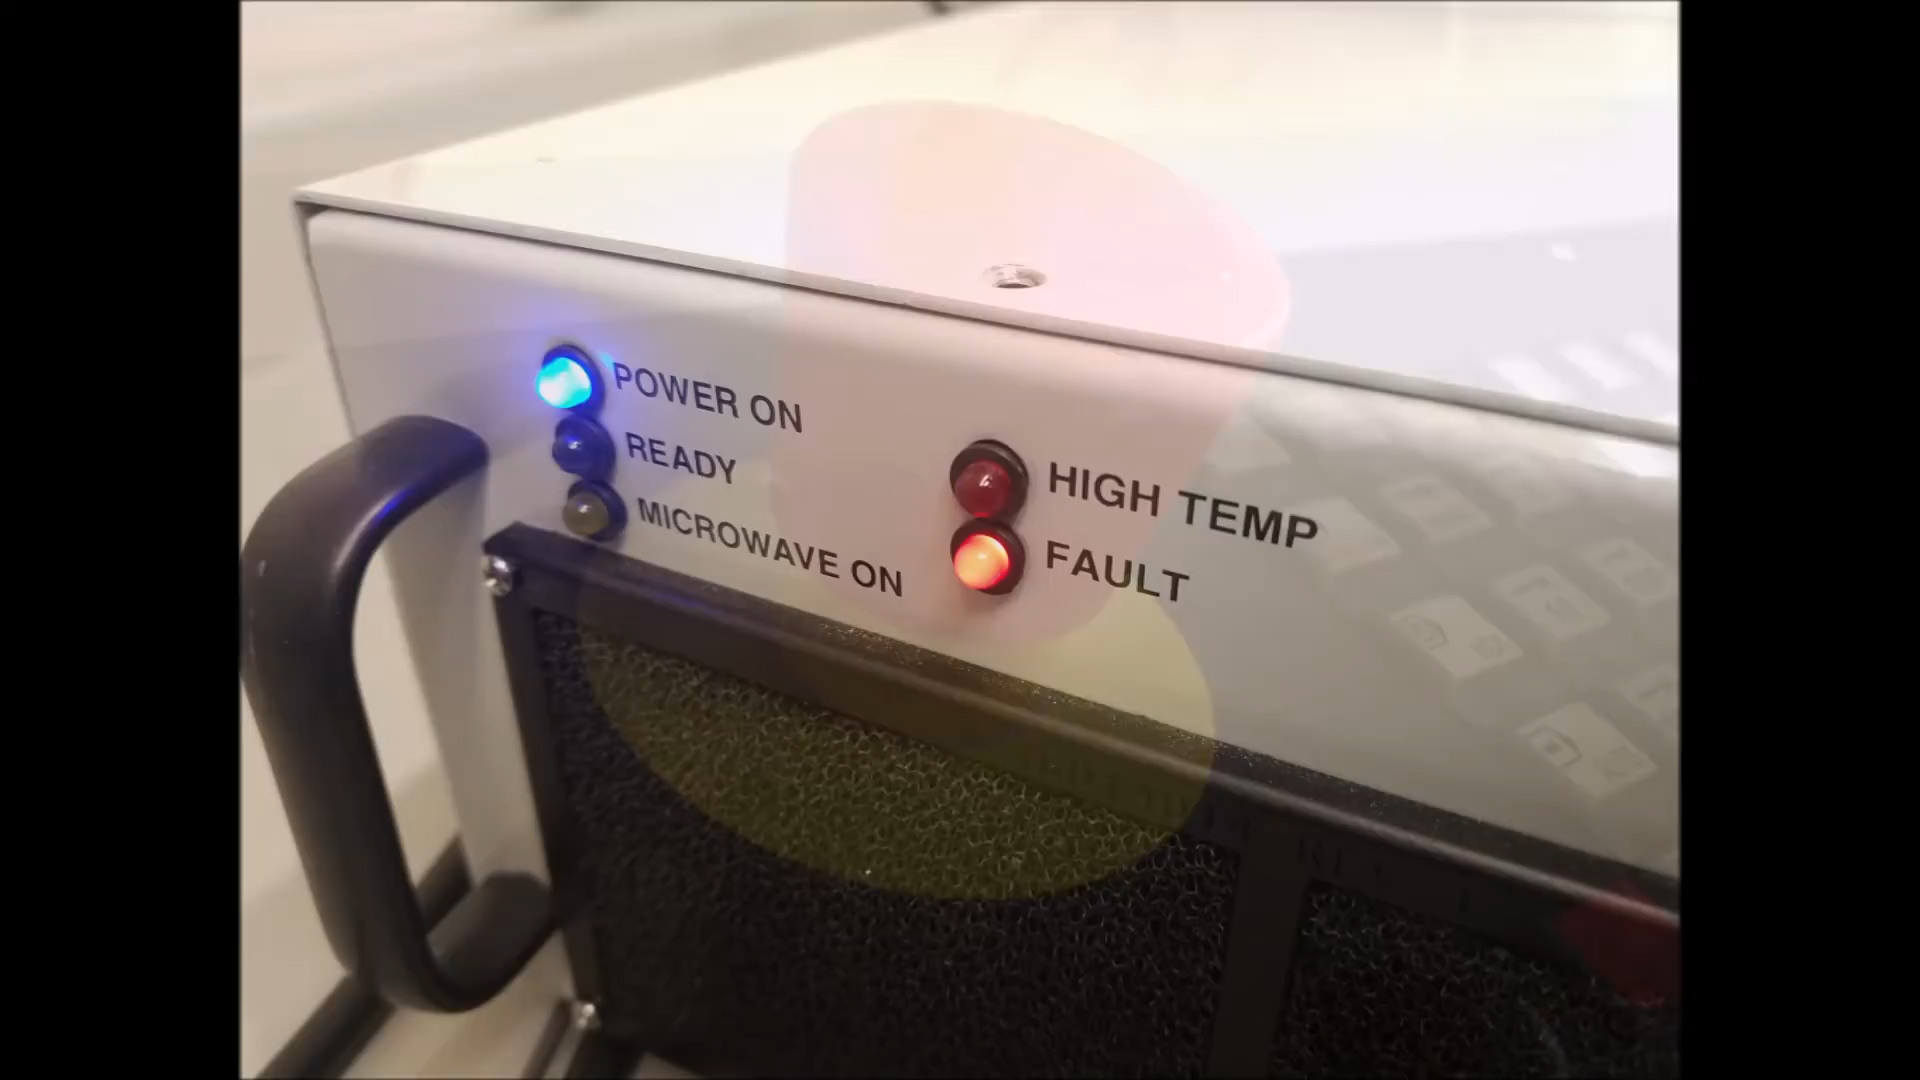 POWER ON
READY
MICROWAVE ON
HIGH TEMP
FAULT